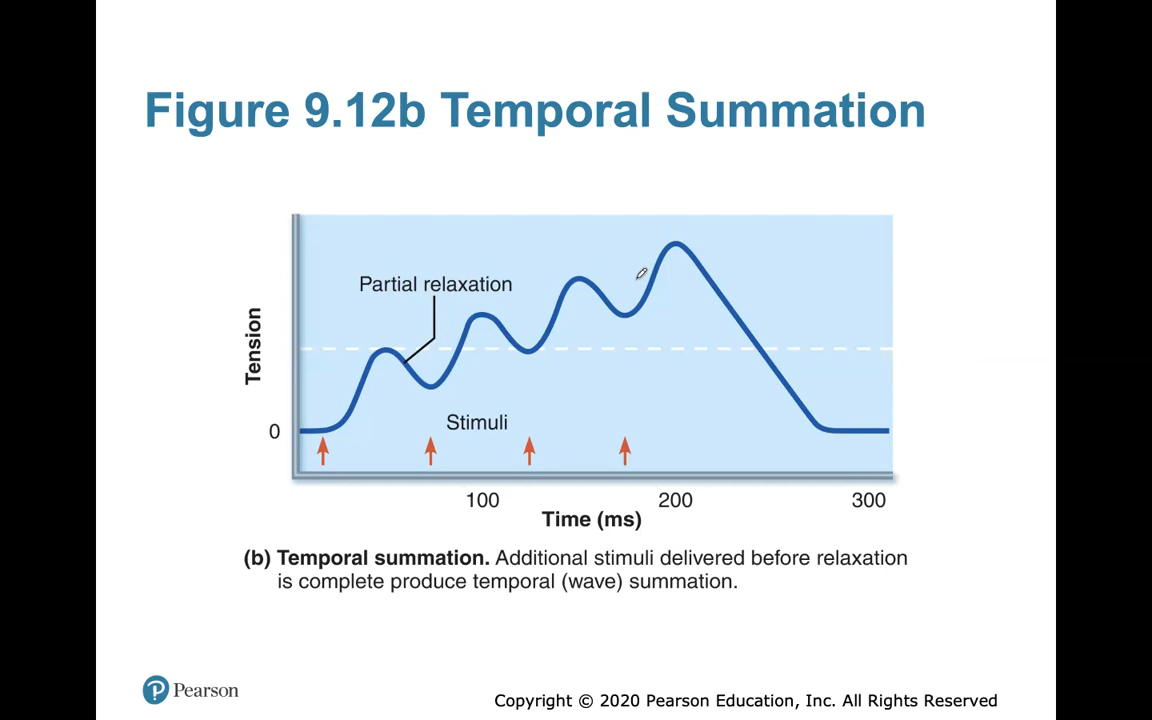 Figure 9.12b Temporal Summation
Partial relaxation
Tension
Stimuli
0
100
200
300
Time (ms)
(b) Temporal summation. Additional stimuli delivered before relaxation
is complete produce temporal (wave) summation.
P Pearson
Copyright © 2020 Pearson Education, Inc. All Rights Reserved